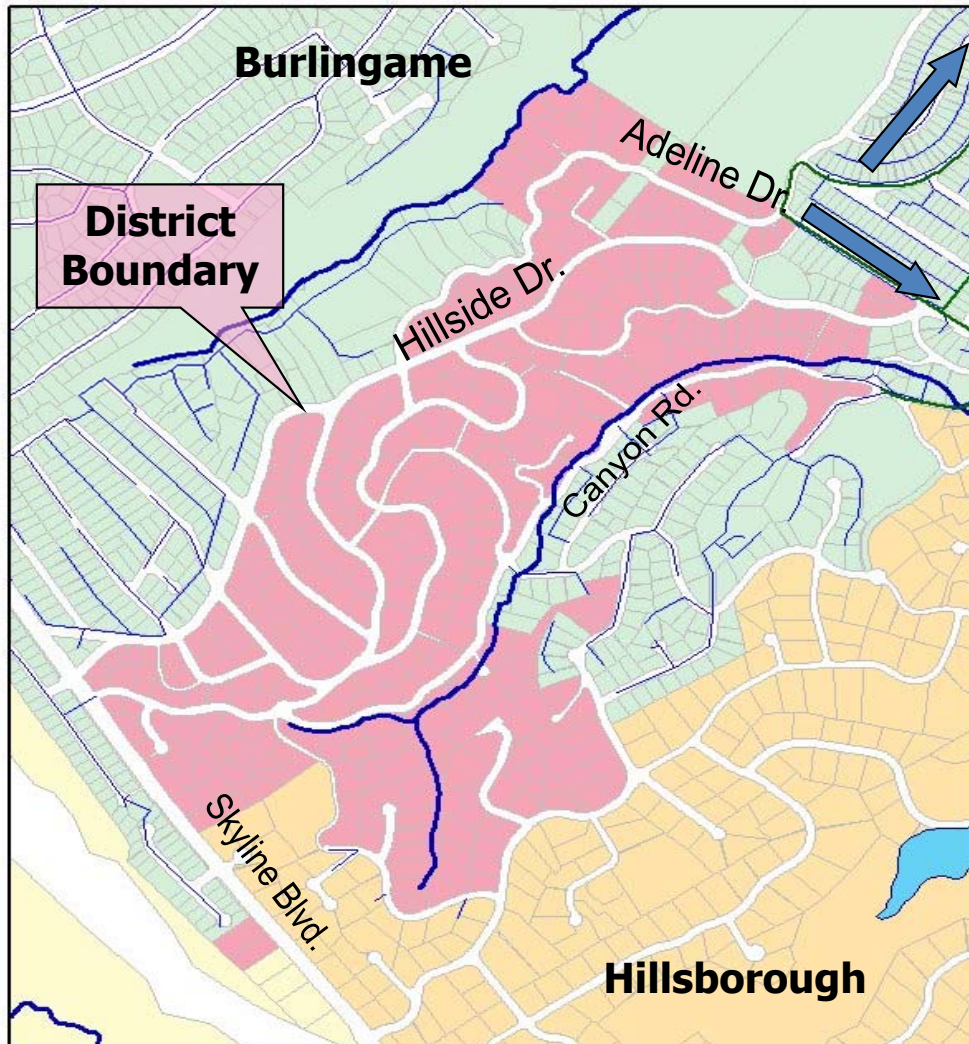 Burlingame
Adeline Dr.
District
Boundary
Hillside Dr.
Canyon Rd.
Skyline Blvd.
Hillsborough